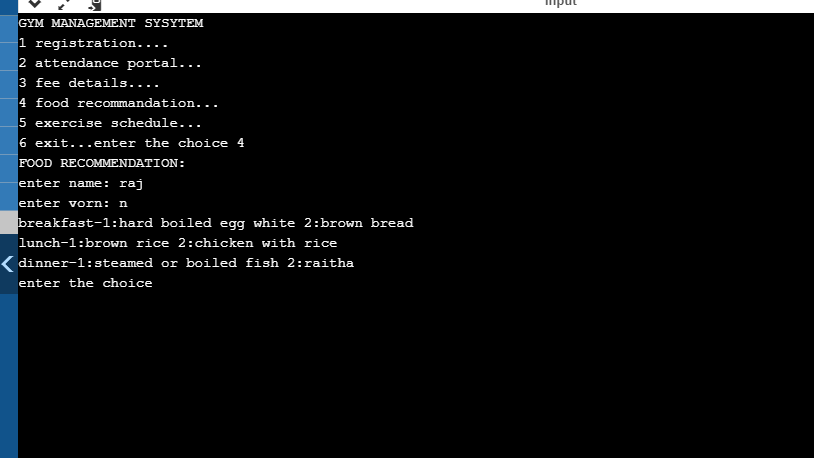 input
GYM MANAGEMENT SYSYTEM
1 registration....
2 attendance portal...
3 fee details....
4 food recommandation...
5 exercise schedule...
6 exit...enter the choice 4
FOOD RECOMMENDATION:
enter name: raj
enter vorn: n
breakfast-1:hard boiled egg white 2:brown bread
lunch-1:brown rice 2:chicken with rice
dinner-1:steamed or boiled fish 2:raitha
enter the choice